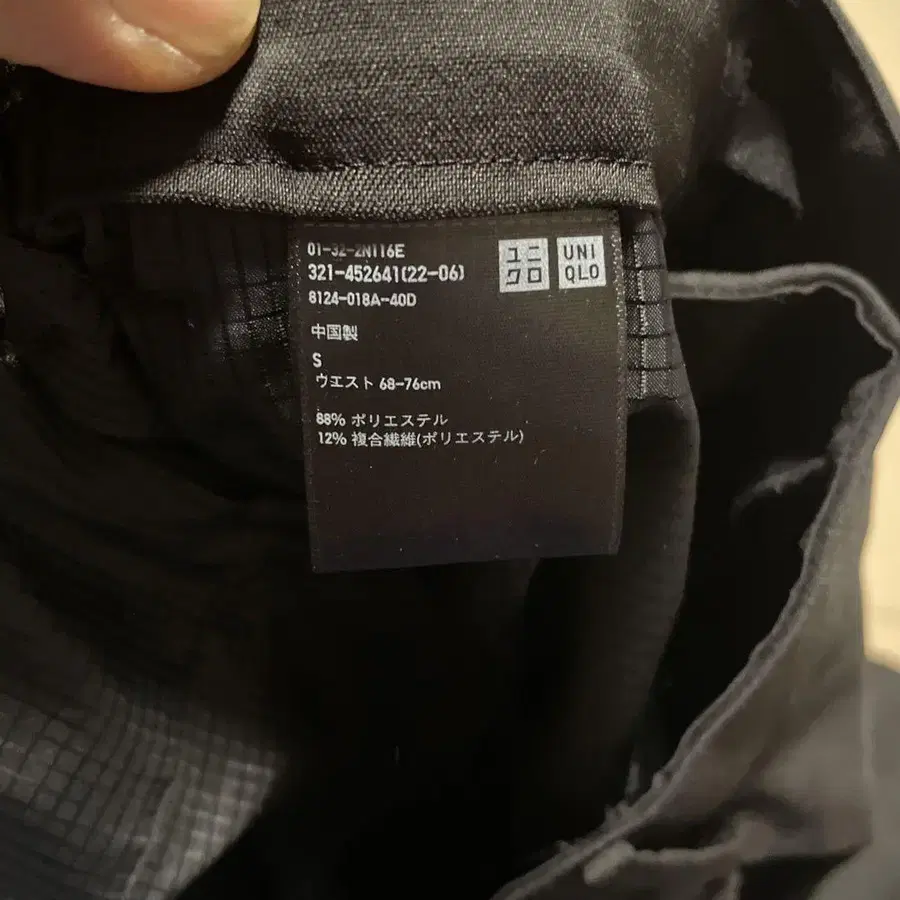 01-32-2N116E
321-452641(22-06)
8124-018A-40D
ユニ
クロ
UNI
QLO
中国製
S
ウエスト 68-76cm
88% ポリエステル
12% 複合繊維(ポリエステル)